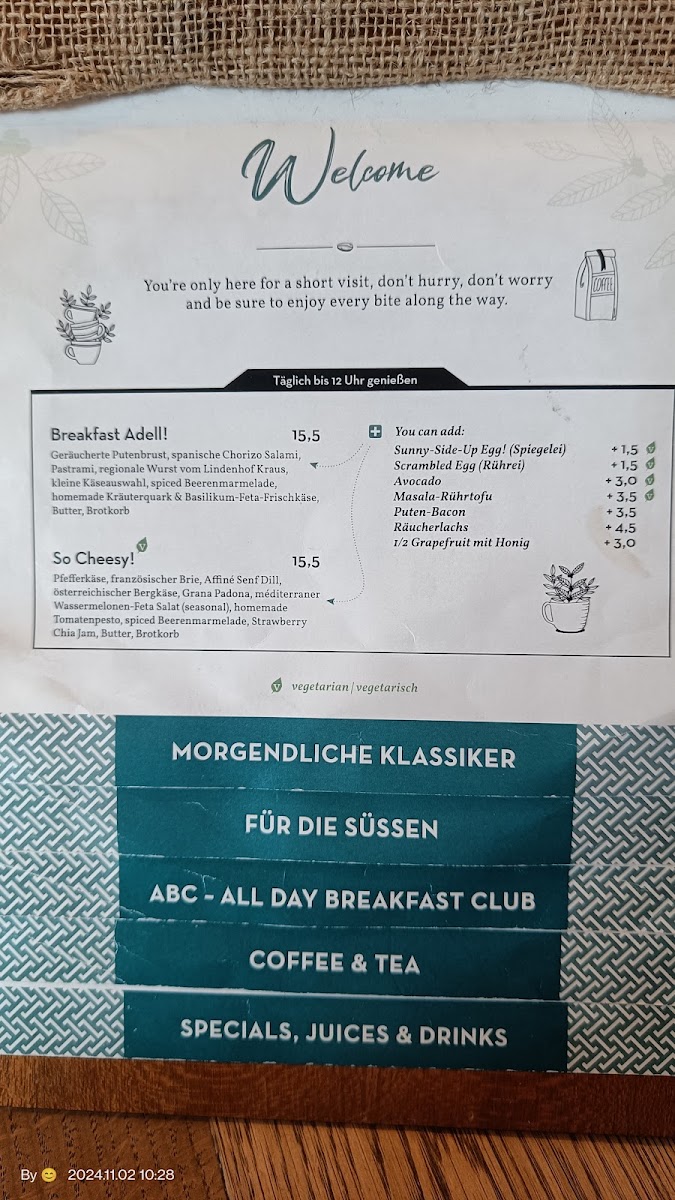 Welcome
COFFEE
You're only here for a short visit, don't hurry, don't worry
and be sure to enjoy every bite along the way.
Täglich bis 12 Uhr genießen
Breakfast Adell! 15,5
Geräucherte Putenbrust, spanische Chorizo Salami,
Pastrami, regionale Wurst vom Lindenhof Kraus,
kleine Käseauswahl, spiced Beerenmarmelade,
homemade Kräuterquark & Basilikum-Feta-Frischkäse,
Butter, Brotkorb
V
So Cheesy! 15,5
Pfefferkäse, französischer Brie, Affiné Senf Dill,
österreichischer Bergkäse, Grana Padona, méditerraner
Wassermelonen-Feta Salat (seasonal), homemade
Tomatenpesto, spiced Beerenmarmelade, Strawberry
Chia Jam, Butter, Brotkorb
+ You can add:
Sunny-Side-Up Egg! (Spiegelei) + 1,5 V
Scrambled Egg (Rührei) + 1,5 V
Avocado + 3,0 V
Masala-Rührtofu + 3,5 V
Puten-Bacon + 3,5
Räucherlachs + 4,5
1/2 Grapefruit mit Honig + 3,0
V vegetarian | vegetarisch
MORGENDLICHE KLASSIKER
FÜR DIE SÜSSEN
ABC – ALL DAY BREAKFAST CLUB
COFFEE & TEA
SPECIALS, JUICES & DRINKS
By 😊 2024.11.02 10:28